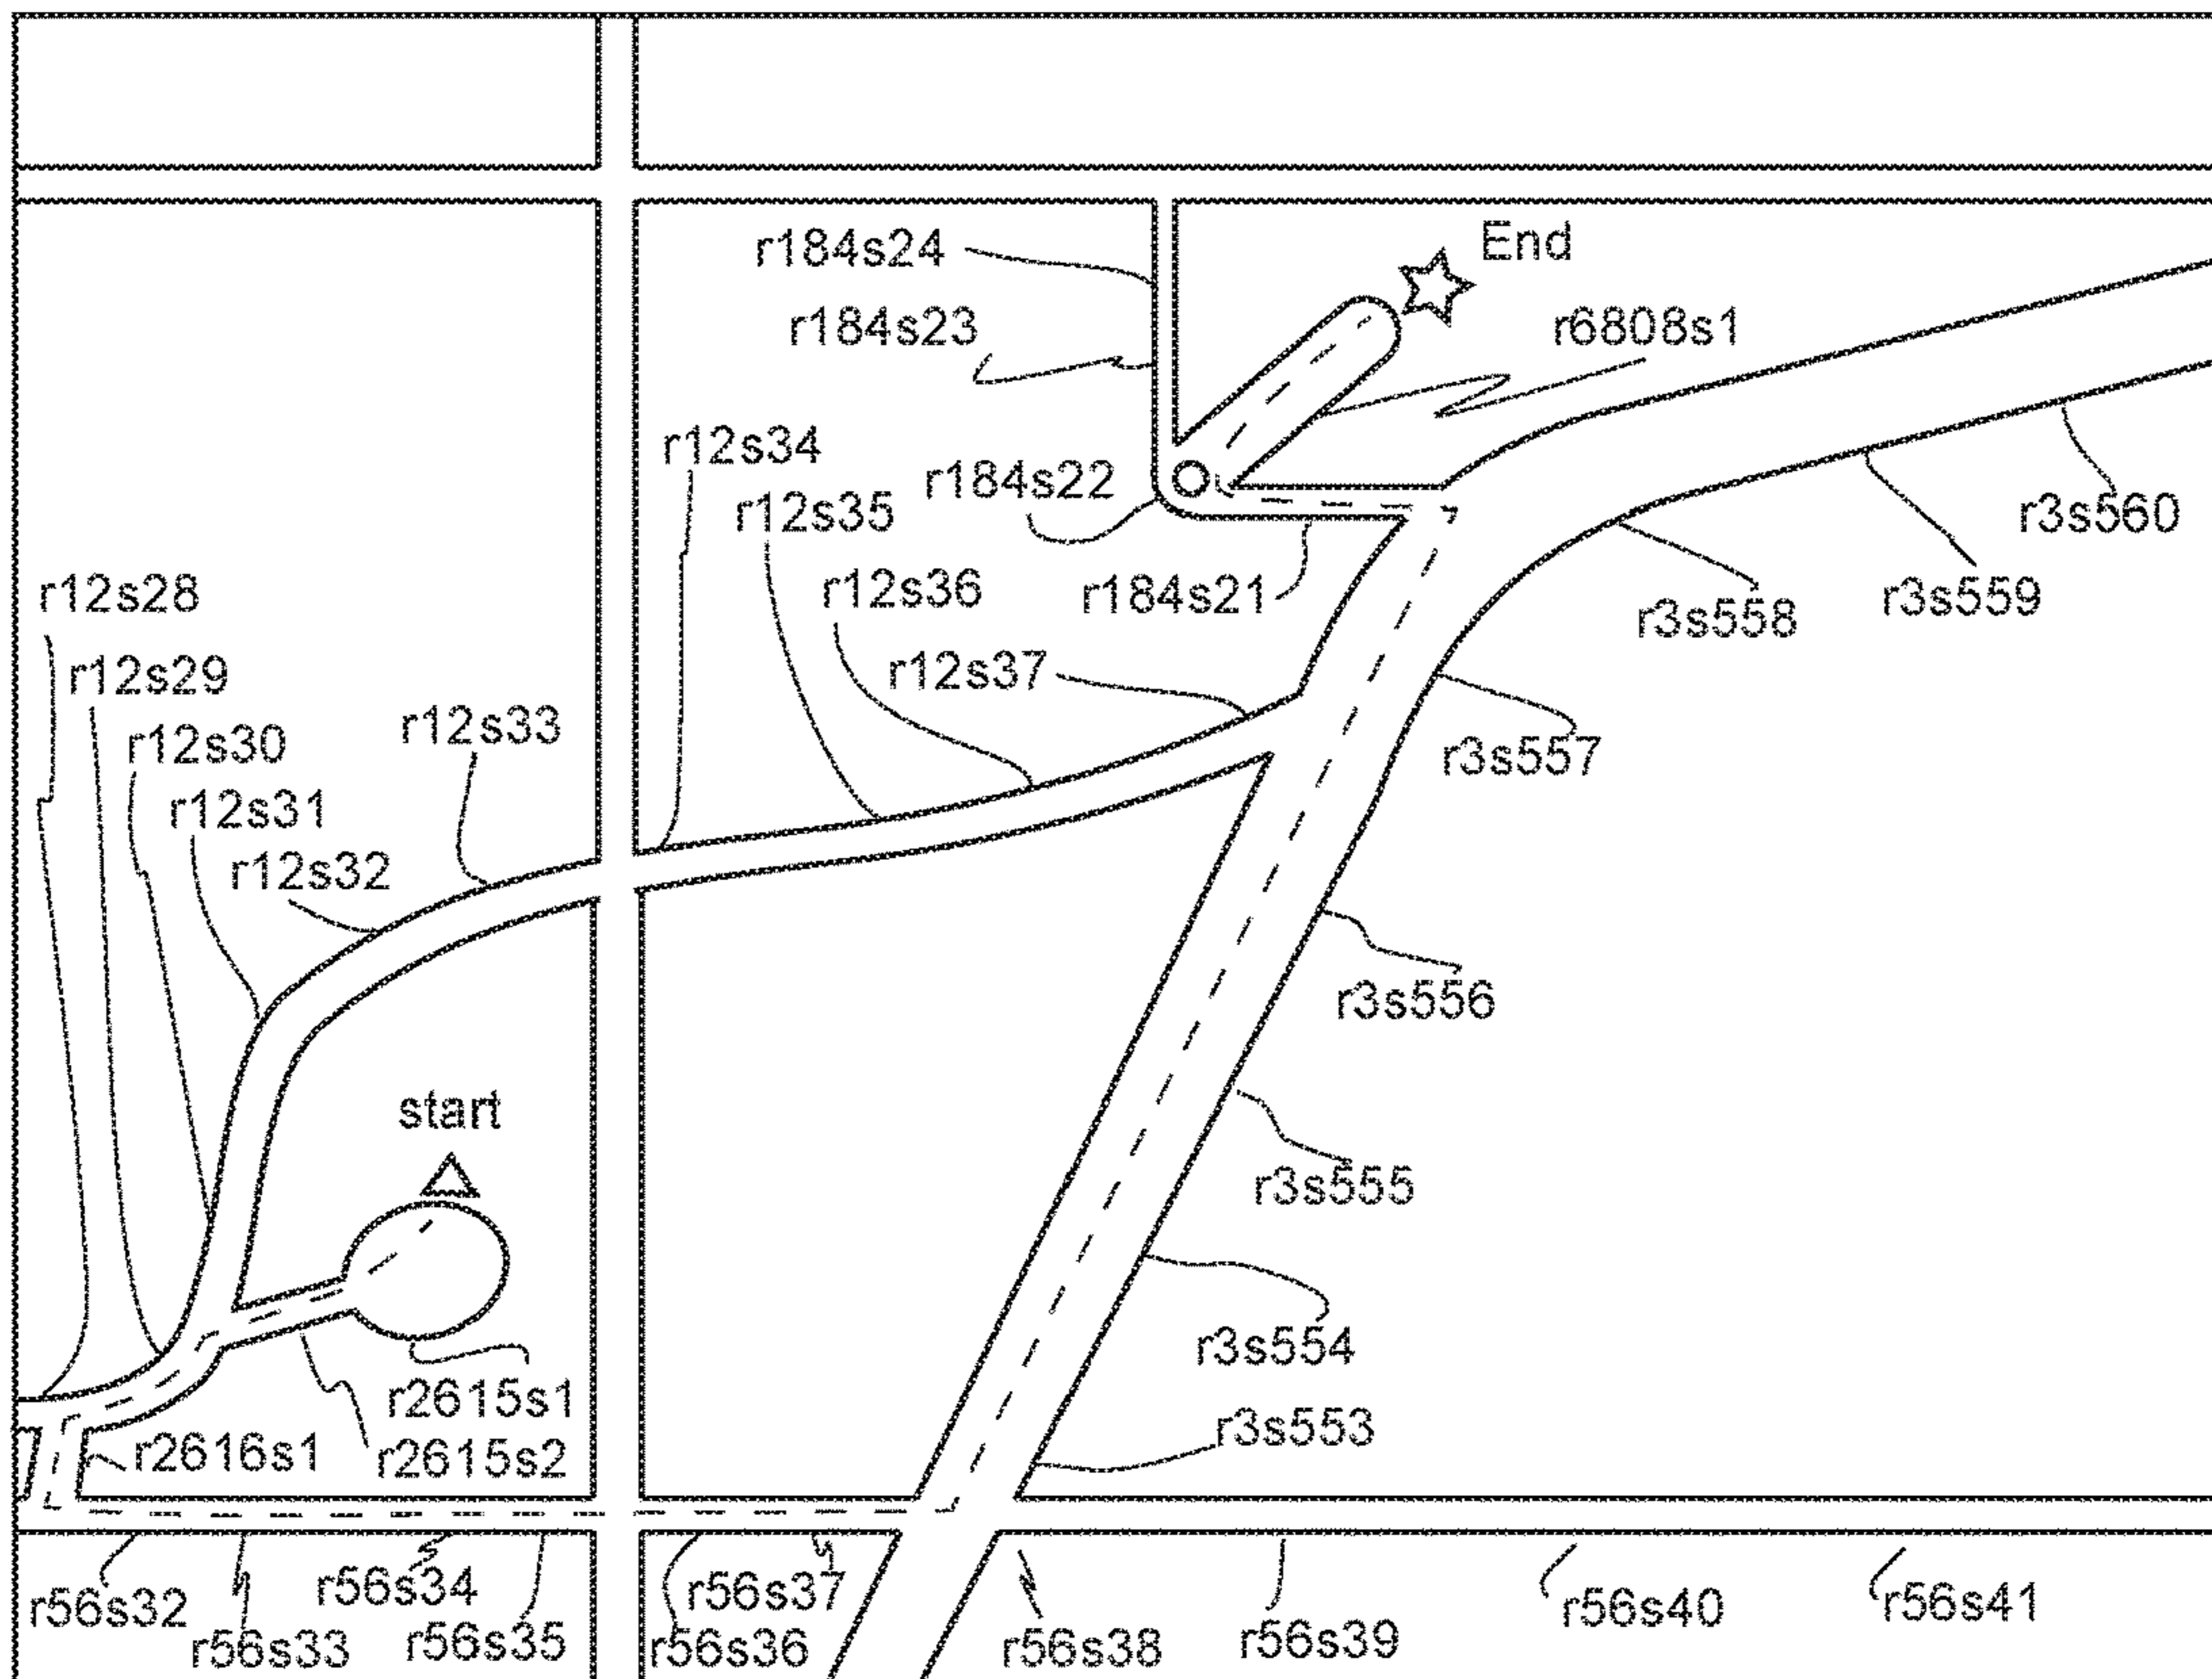 End
r184s24
r184s23
r6808s1
r12s34
r184s22
r12s35
r3s560
r12s28
r12s36
r184s21
r3s559
r3s558
r12s29
r12s37
r12s33
r12s30
r3s557
r12s31
r12s32
r3s556
start
r3s555
r3s554
r2615s1
r3s553
r2616s1
r2615s2
r56s34
r56s37
r56s32
r56s40
r56s41
r56s33
r56s35
r56s36
r56s38
r56s39